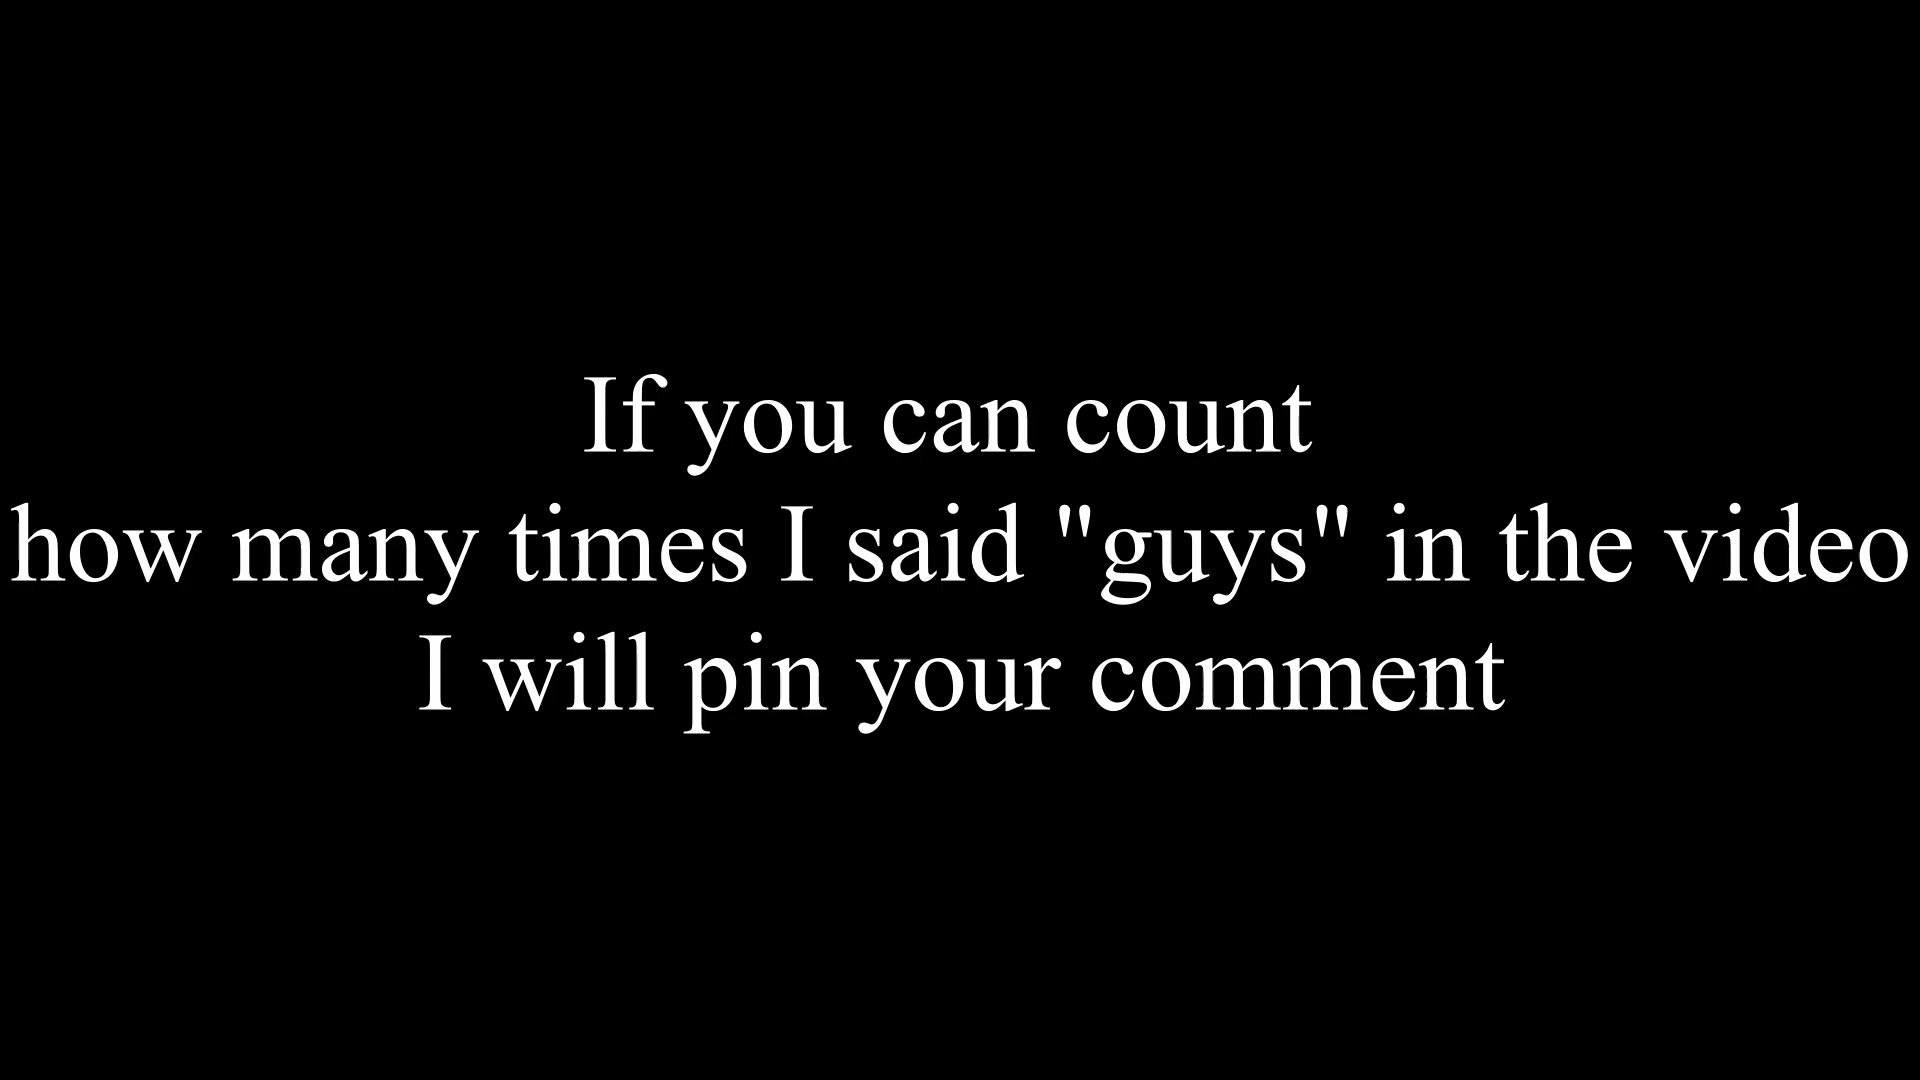 If you can count
how many times I said "guys" in the video
I will pin your comment